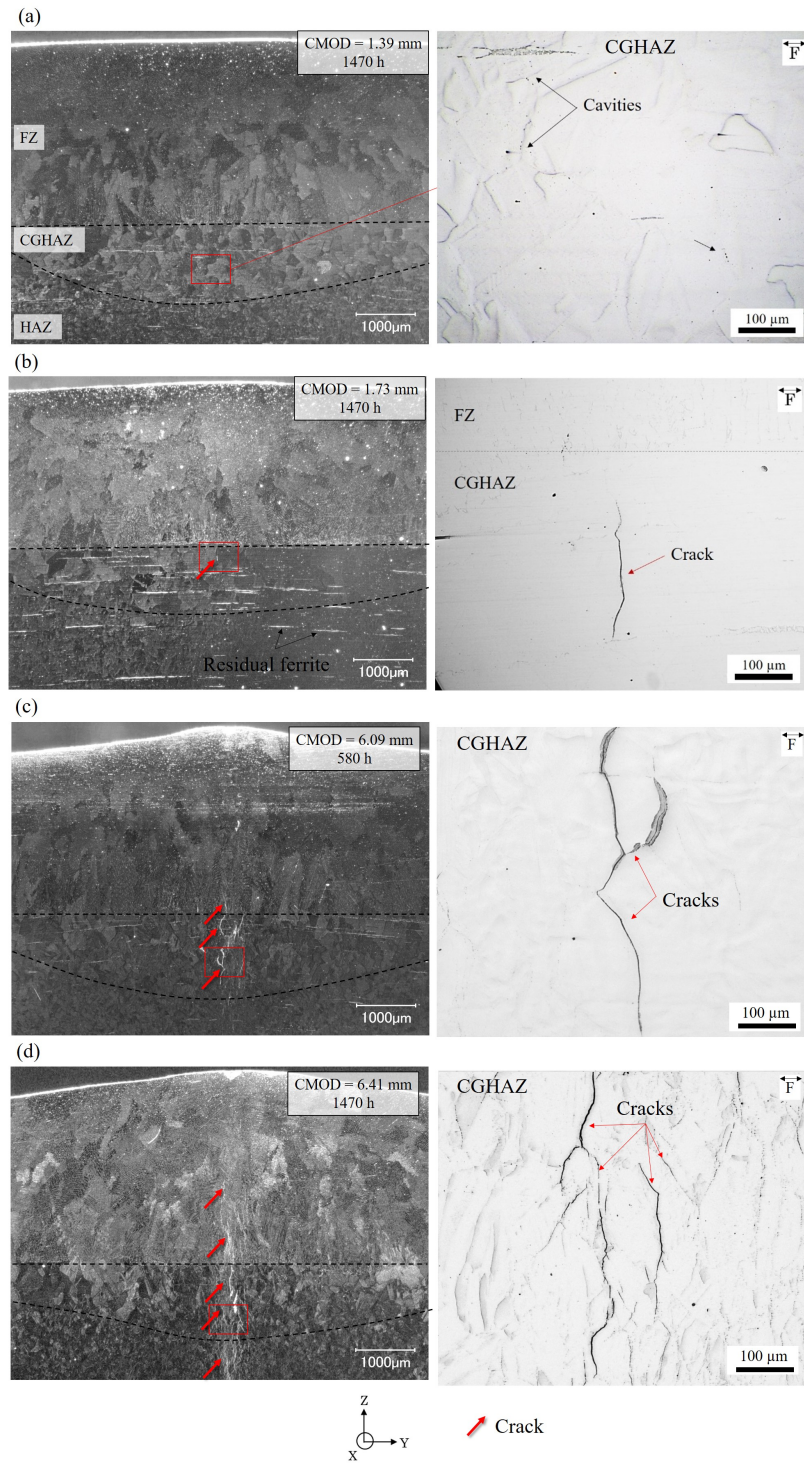 (a)
CMOD = 1.39 mm
1470 h
FZ
CGHAZ
HAZ
1000μm
CGHAZ
F
Cavities
100 μm
(b)
CMOD = 1.73 mm
1470 h
Residual ferrite
1000μm
F
FZ
CGHAZ
Crack
100 μm
(c)
CMOD = 6.09 mm
580 h
1000μm
CGHAZ
F
Cracks
100 μm
(d)
CMOD = 6.41 mm
1470 h
1000μm
CGHAZ
F
Cracks
100 μm
Z
Y
X
Crack